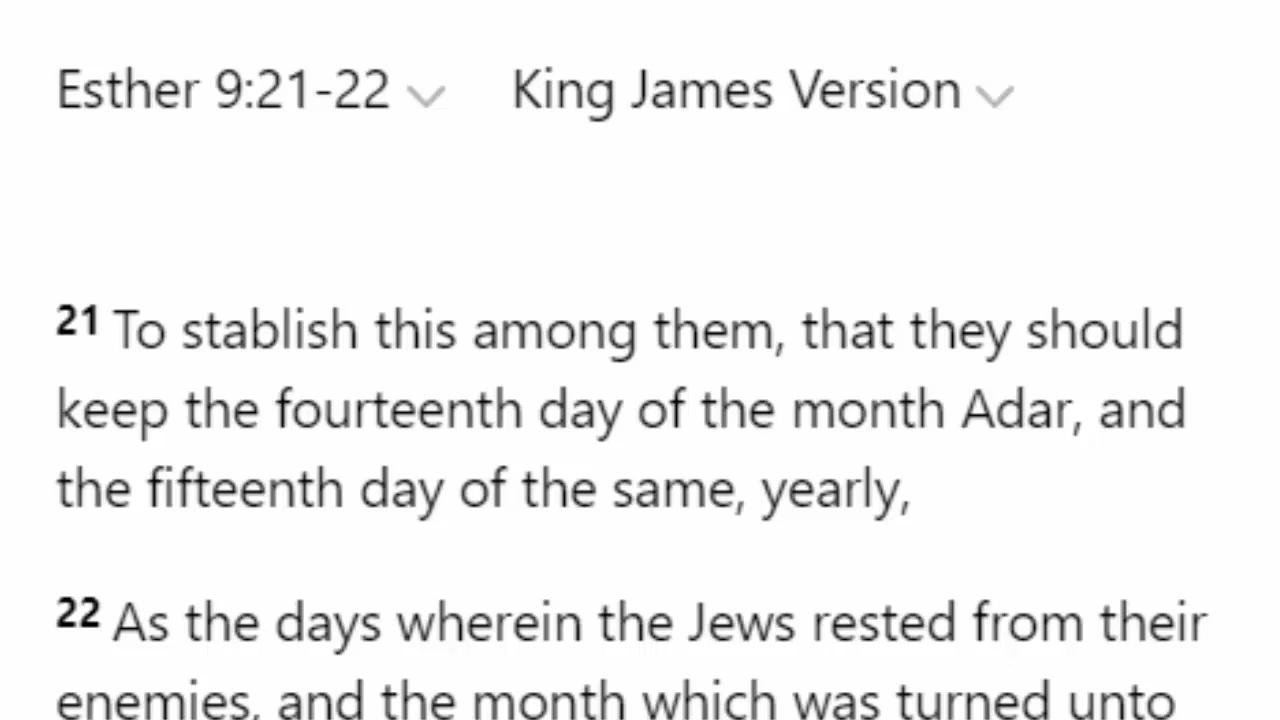 Esther 9:21-22 King James Version
21 To stablish this among them, that they should
keep the fourteenth day of the month Adar, and
the fifteenth day of the same, yearly,
22 As the days wherein the Jews rested from their
enemies, and the month which was turned unto